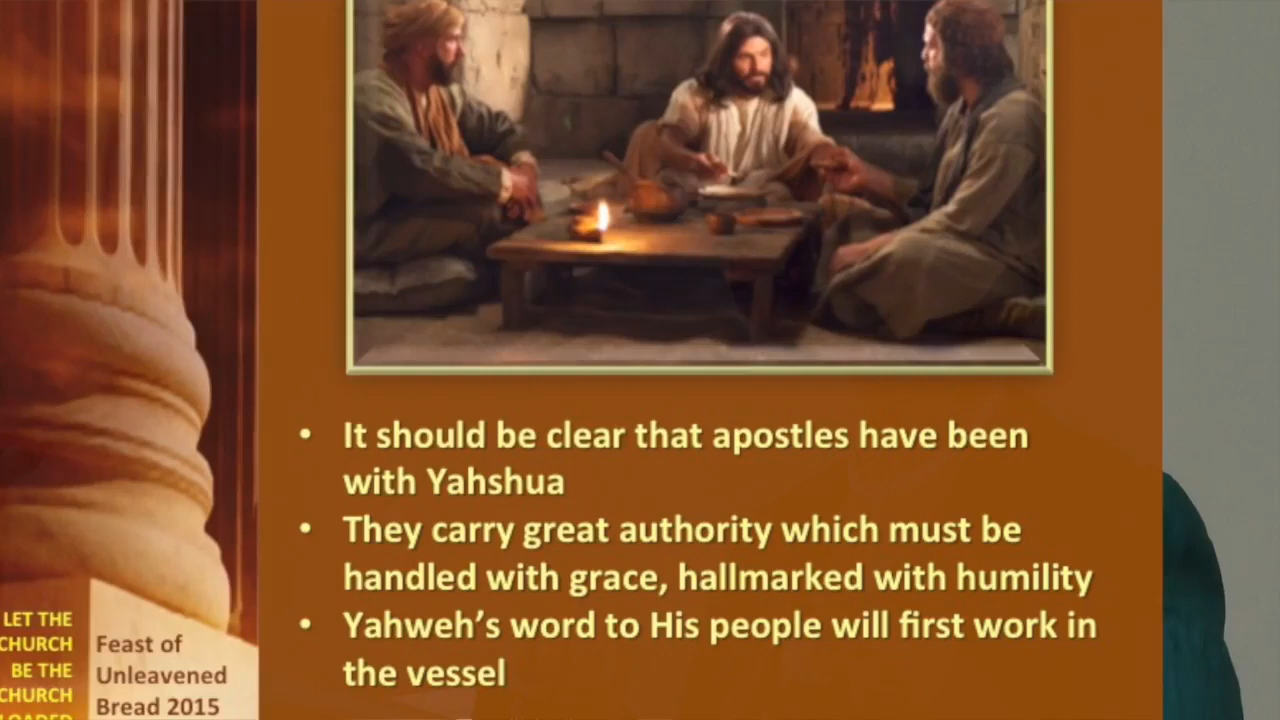 It should be clear that apostles have been
with Yahshua
They carry great authority which must be
handled with grace, hallmarked with humility
Yahweh's word to His people will first work in
the vessel
LET THE
CHURCH
BE THE
CHURCH
Feast of
Unleavened
Bread 2015